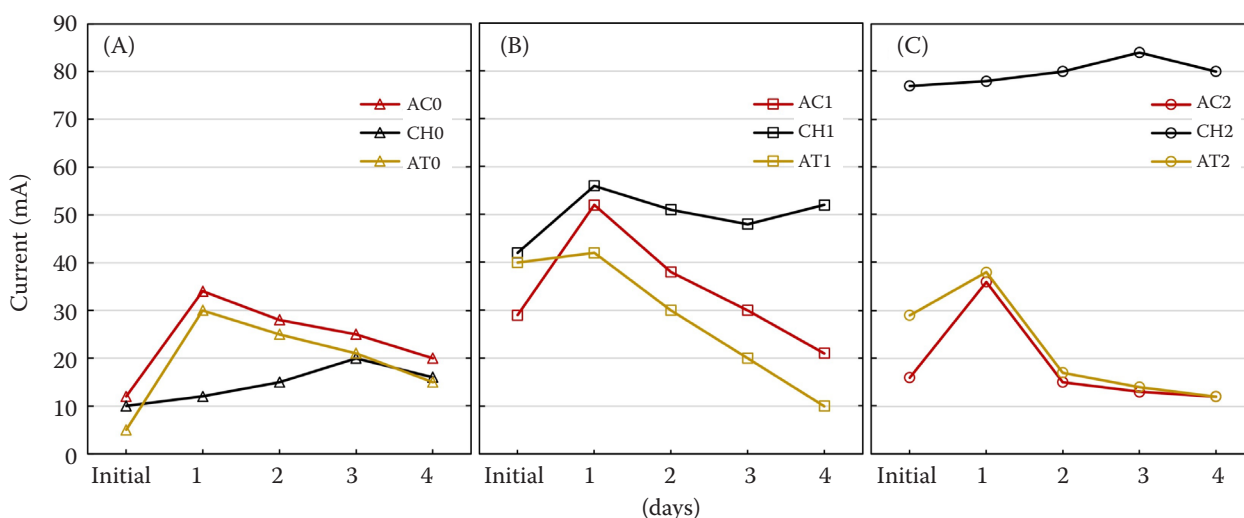 90
80
70
60
50
40
30
20
10
0
Current (mA)
(A)
AC0
CH0
AT0
Initial 1 2 3 4
(B)
AC1
CH1
AT1
Initial 1 2 3 4
(C)
AC2
CH2
AT2
Initial 1 2 3 4
(days)